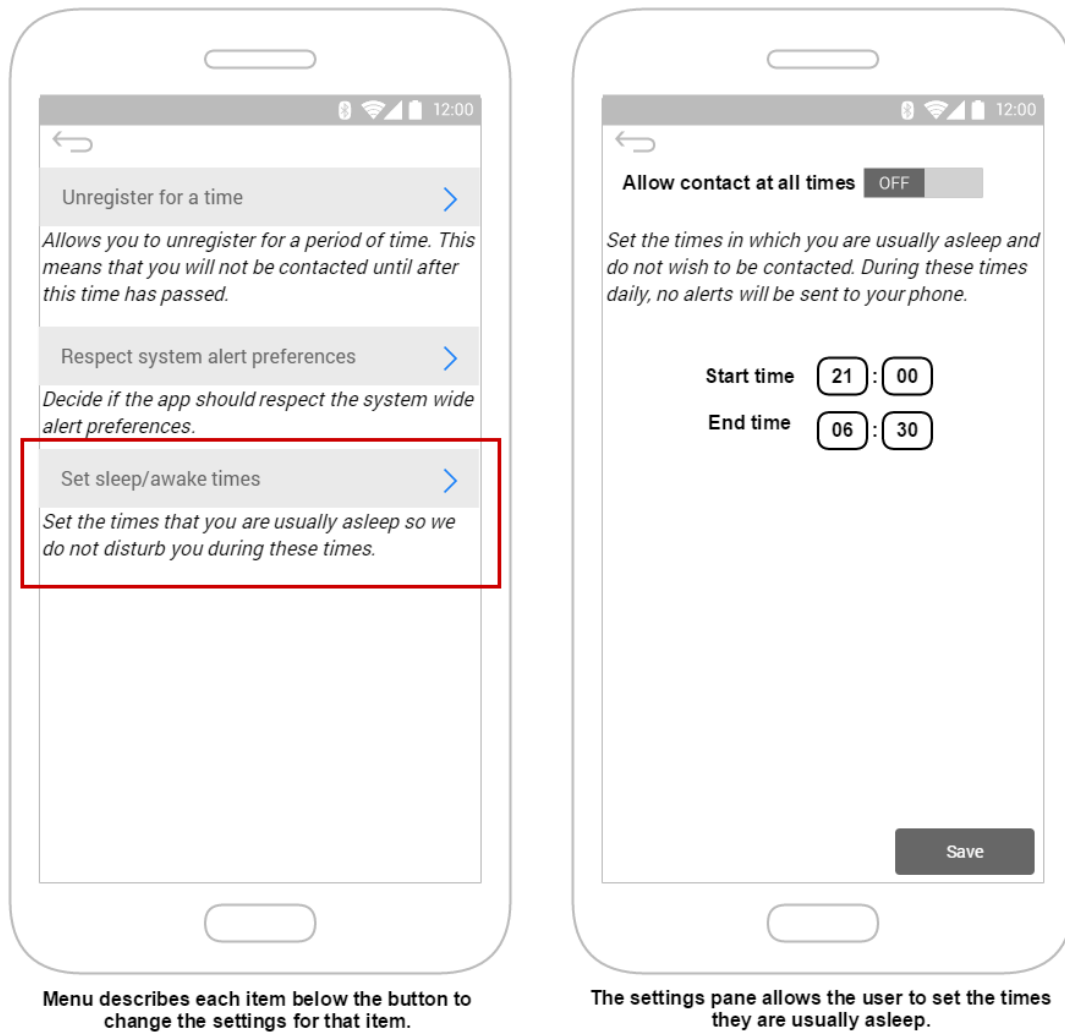 12:00
Unregister for a time
Allows you to unregister for a period of time. This
means that you will not be contacted until after
this time has passed.
Respect system alert preferences
Decide if the app should respect the system wide
alert preferences.
Set sleep/awake times
Set the times that you are usually asleep so we
do not disturb you during these times.
Menu describes each item below the button to
change the settings for that item.
12:00
Allow contact at all times OFF
Set the times in which you are usually asleep and
do not wish to be contacted. During these times
daily, no alerts will be sent to your phone.
Start time 21 : 00
End time 06 : 30
Save
The settings pane allows the user to set the times
they are usually asleep.